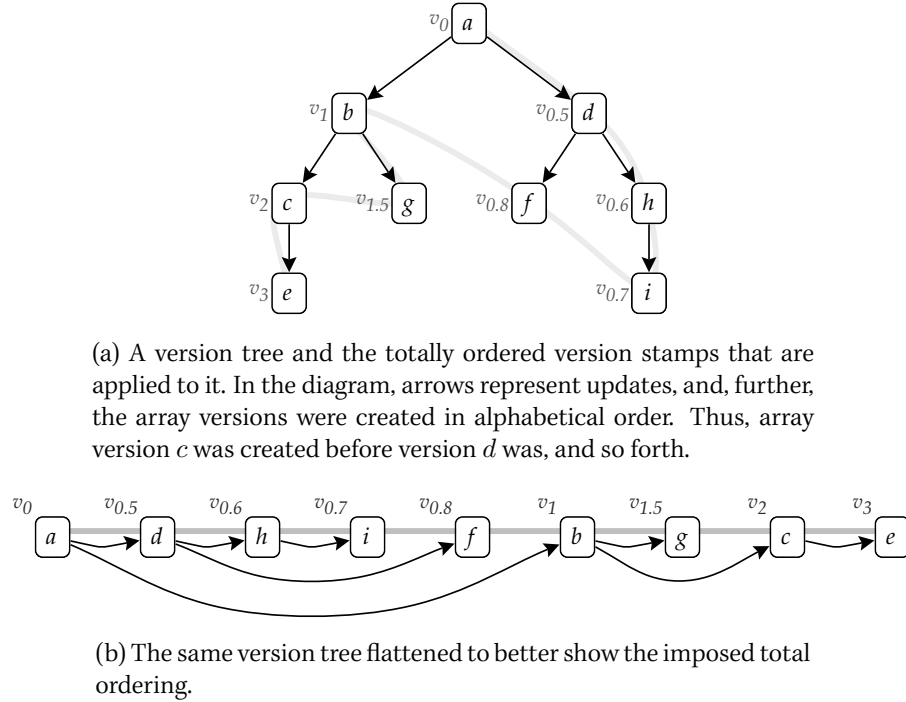 v0 a
v1 b v0.5 d
v2 c v1.5 g v0.8 f v0.6 h
v3 e v0.7 i
(a) A version tree and the totally ordered version stamps that are
applied to it. In the diagram, arrows represent updates, and, further,
the array versions were created in alphabetical order. Thus, array
version c was created before version d was, and so forth.
v0 v0.5 v0.6 v0.7 v0.8 v1 v1.5 v2 v3
a d h i f b g c e
(b) The same version tree flattened to better show the imposed total
ordering.